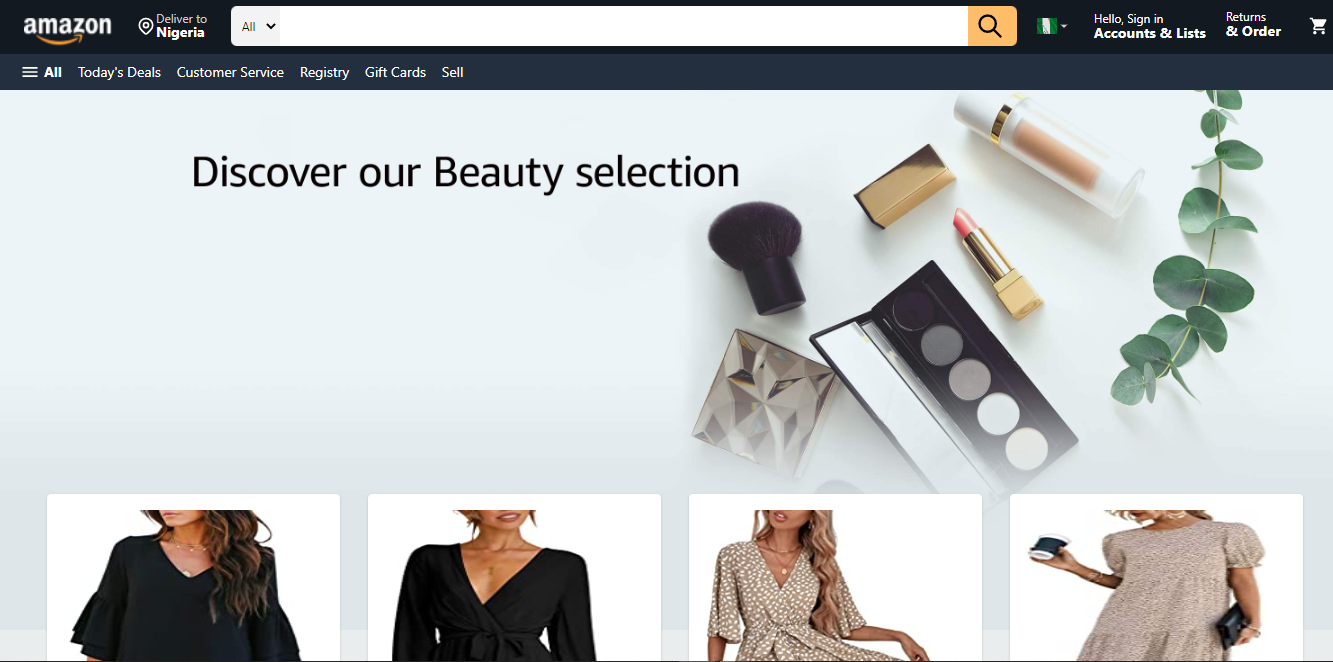 amazon
Deliver to
Nigeria
All
Hello, Sign in
Accounts & Lists
Returns
& Order
All
Today's Deals
Customer Service
Registry
Gift Cards
Sell
Discover our Beauty selection